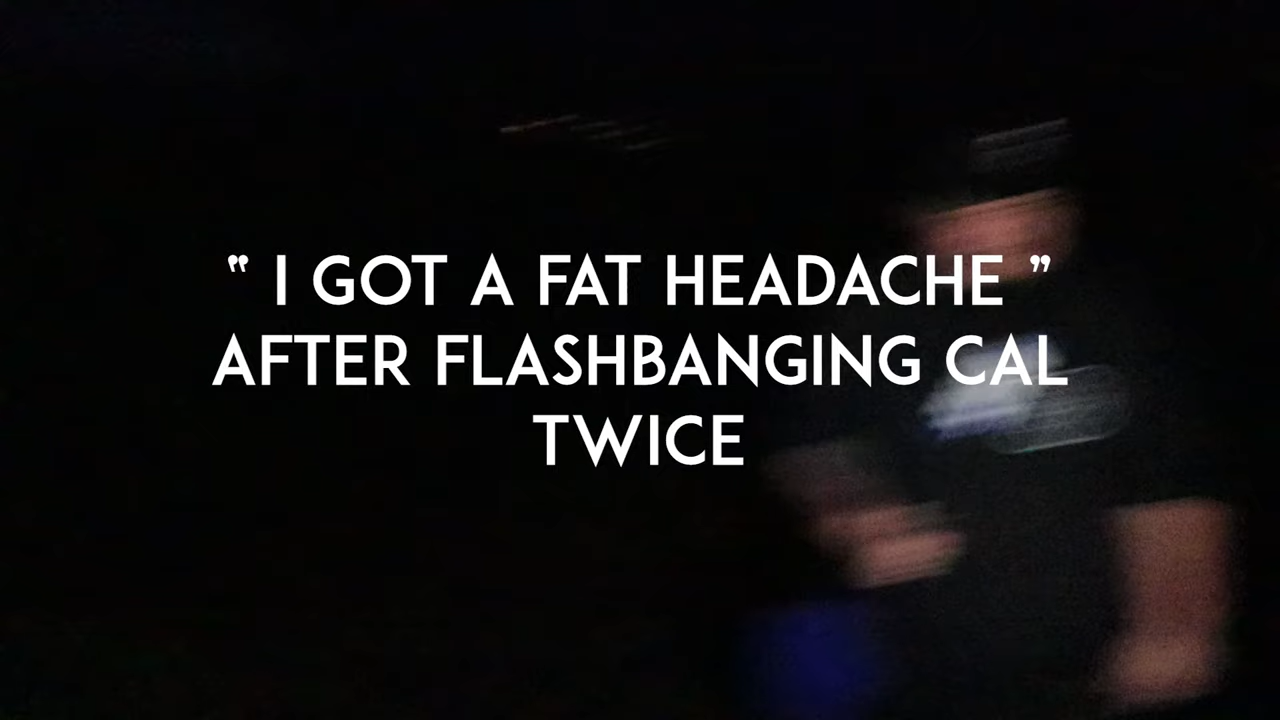 “ I GOT A FAT HEADACHE ”
AFTER FLASHBANGING CAL
TWICE